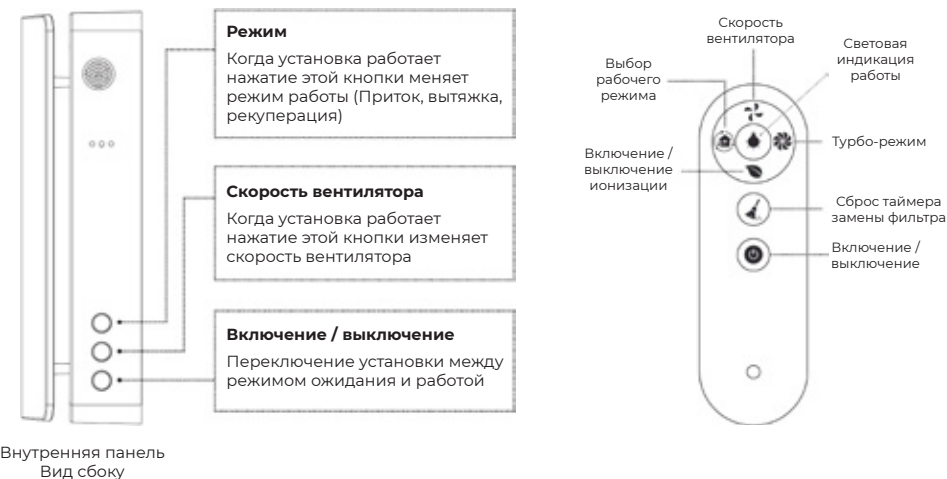 Режим
Когда установка работает
нажатие этой кнопки меняет
режим работы (Приток, вытяжка,
рекуперация)
Скорость вентилятора
Когда установка работает
нажатие этой кнопки изменяет
скорость вентилятора
Включение / выключение
Переключение установки между
режимом ожидания и работой
Внутренняя панель
Вид сбоку
Скорость
вентилятора
Световая
индикация
работы
Выбор
рабочего
режима
Турбо-режим
Включение /
выключение
ионизации
Сброс таймера
замены фильтра
Включение /
выключение